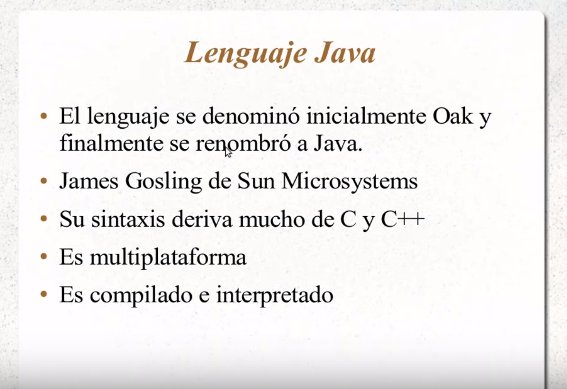 Lenguaje Java
• El lenguaje se denominó inicialmente Oak y
finalmente se renombró a Java.
• James Gosling de Sun Microsystems
• Su sintaxis deriva mucho de C y C++
• Es multiplataforma
• Es compilado e interpretado